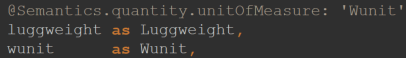 @Semantics.quantity.unitOfMeasure: 'Wunit'
luggweight as Luggweight,
wunit      as Wunit,